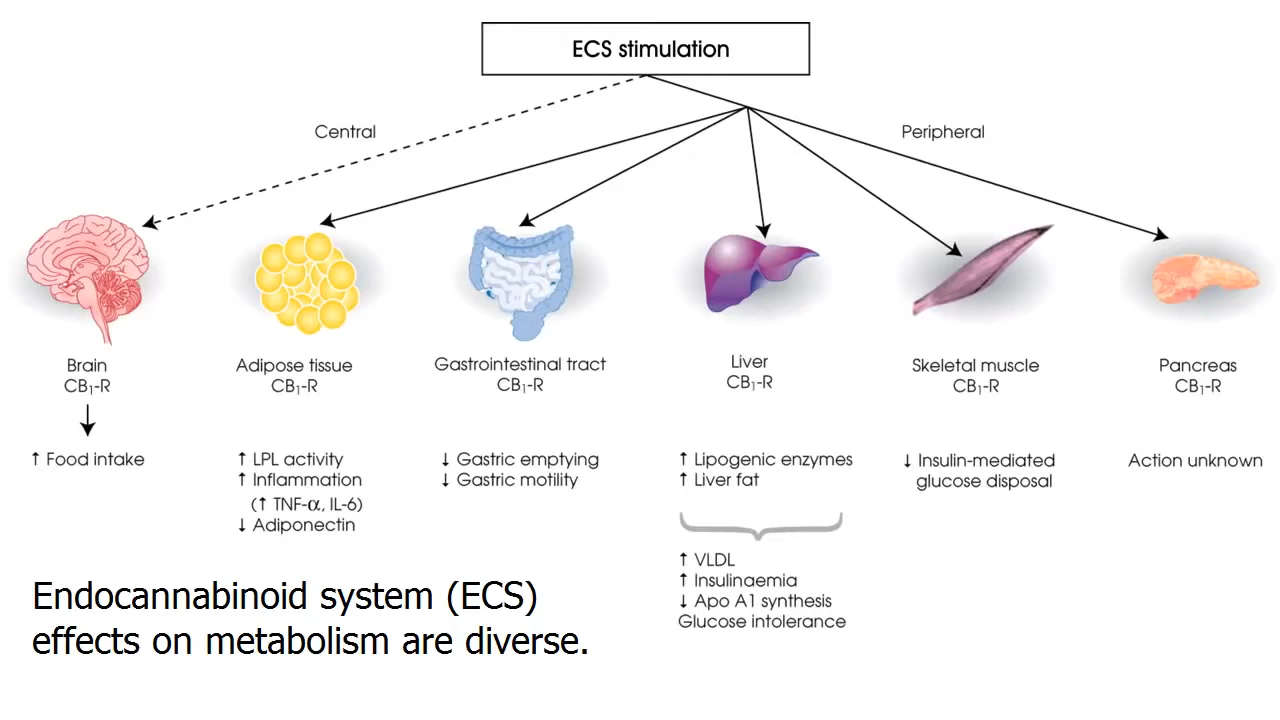 ECS stimulation
Central
Peripheral
Brain
CB₁-R
↑ Food intake
Adipose tissue
CB₁-R
↑ LPL activity
↑ Inflammation
(↑ TNF-α, IL-6)
↓ Adiponectin
Gastrointestinal tract
CB₁-R
↓ Gastric emptying
↓ Gastric motility
Liver
CB₁-R
↑ Lipogenic enzymes
↑ Liver fat
↑ VLDL
↑ Insulinaemia
↓ Apo A1 synthesis
Glucose intolerance
Skeletal muscle
CB₁-R
↓ Insulin-mediated
glucose disposal
Pancreas
CB₁-R
Action unknown
Endocannabinoid system (ECS)
effects on metabolism are diverse.